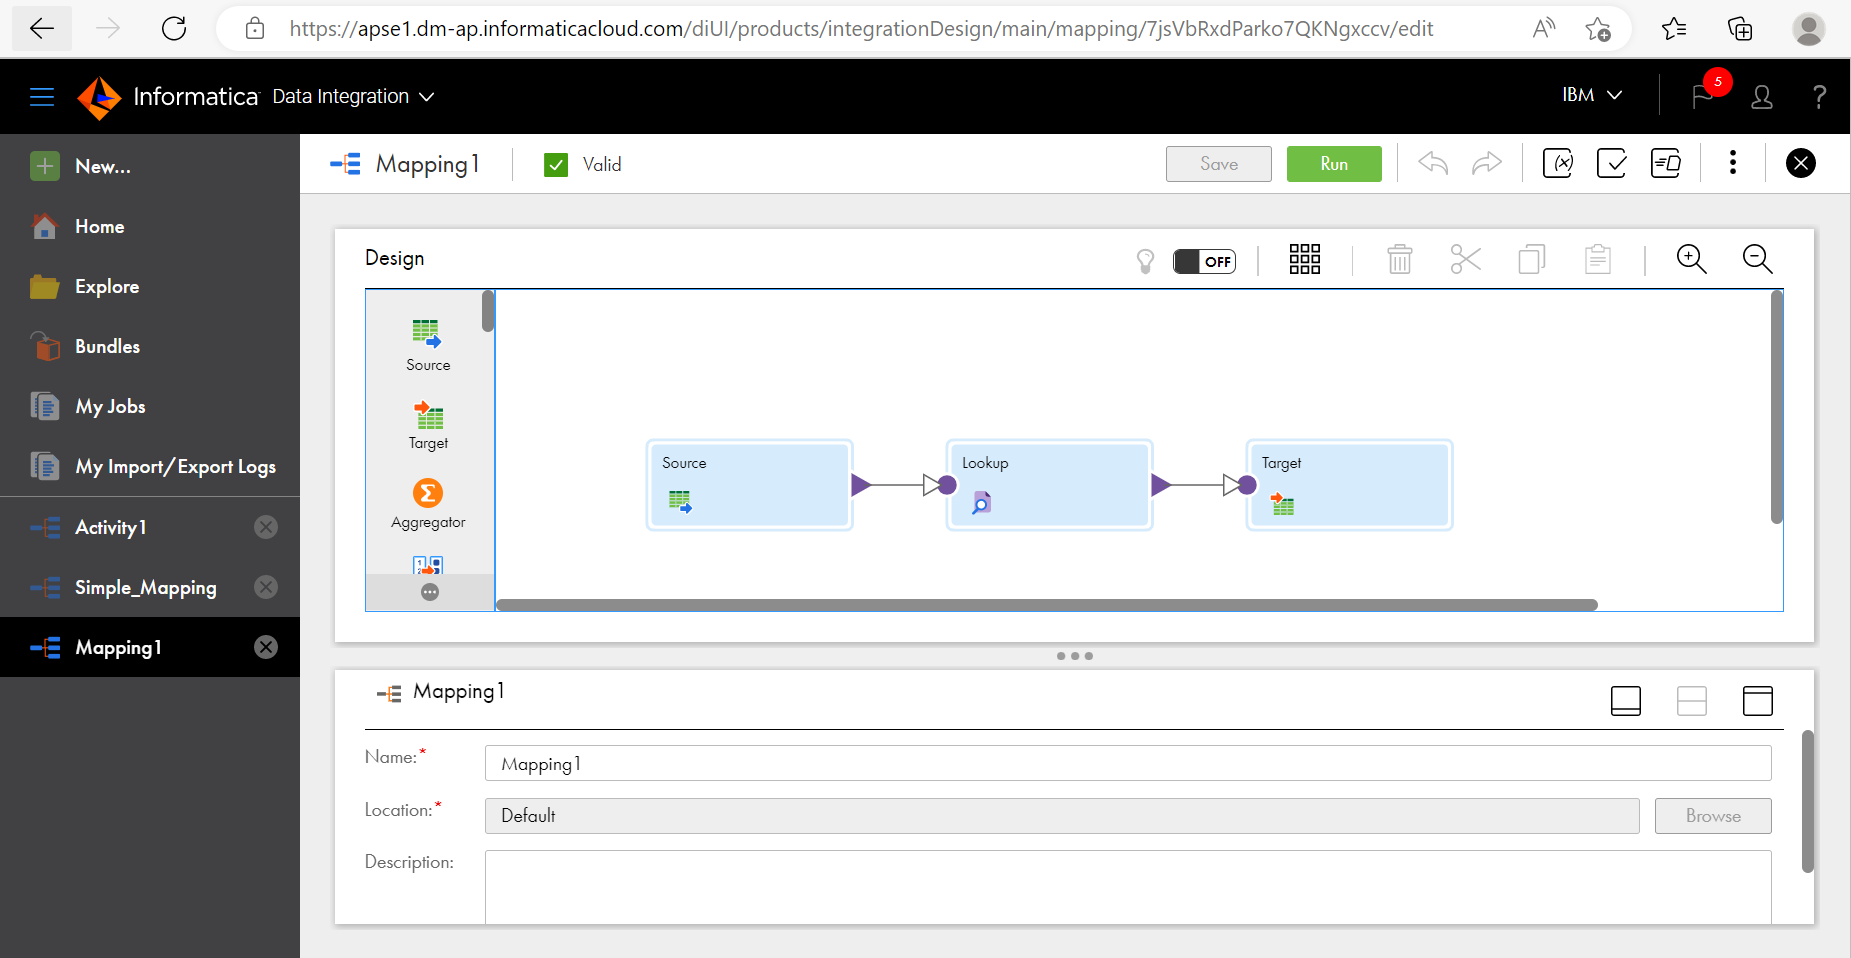 https://apse1.dm-ap.informaticacloud.com/diUI/products/integrationDesign/main/mapping/7jsVbRxdParko7QKNgxccv/edit
Informatica Data Integration
IBM
5
?
New...
Home
Explore
Bundles
My Jobs
My Import/Export Logs
Activity1
Simple_Mapping
Mapping1
Mapping1
Valid
Save
Run
Design
OFF
Source
Target
Aggregator
Source
Lookup
Target
Mapping1
Name:*
Mapping1
Location:*
Default
Browse
Description: